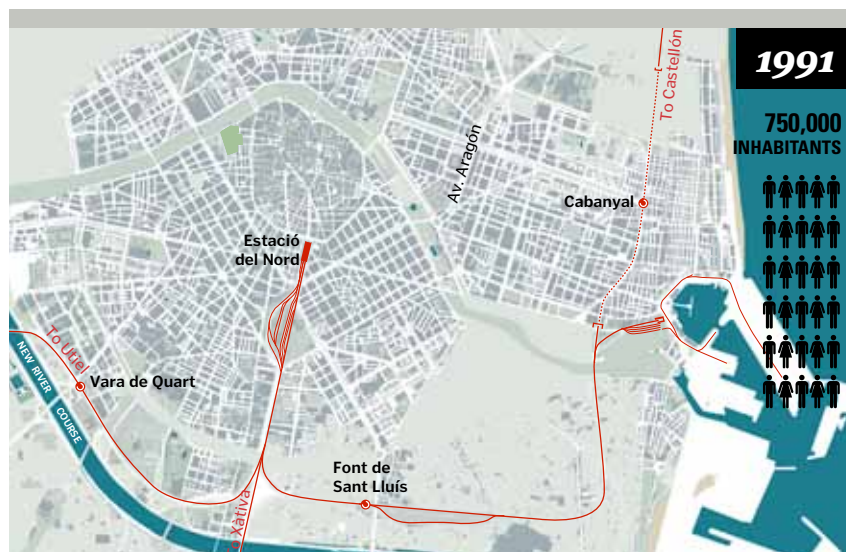 1991
750,000
INHABITANTS
To Castellón
Av. Aragón
Cabanyal
Estació
del Nord
To Utiel
NEW RIVER
COURSE
Vara de Quart
Font de
Sant Lluís
Xàtiva